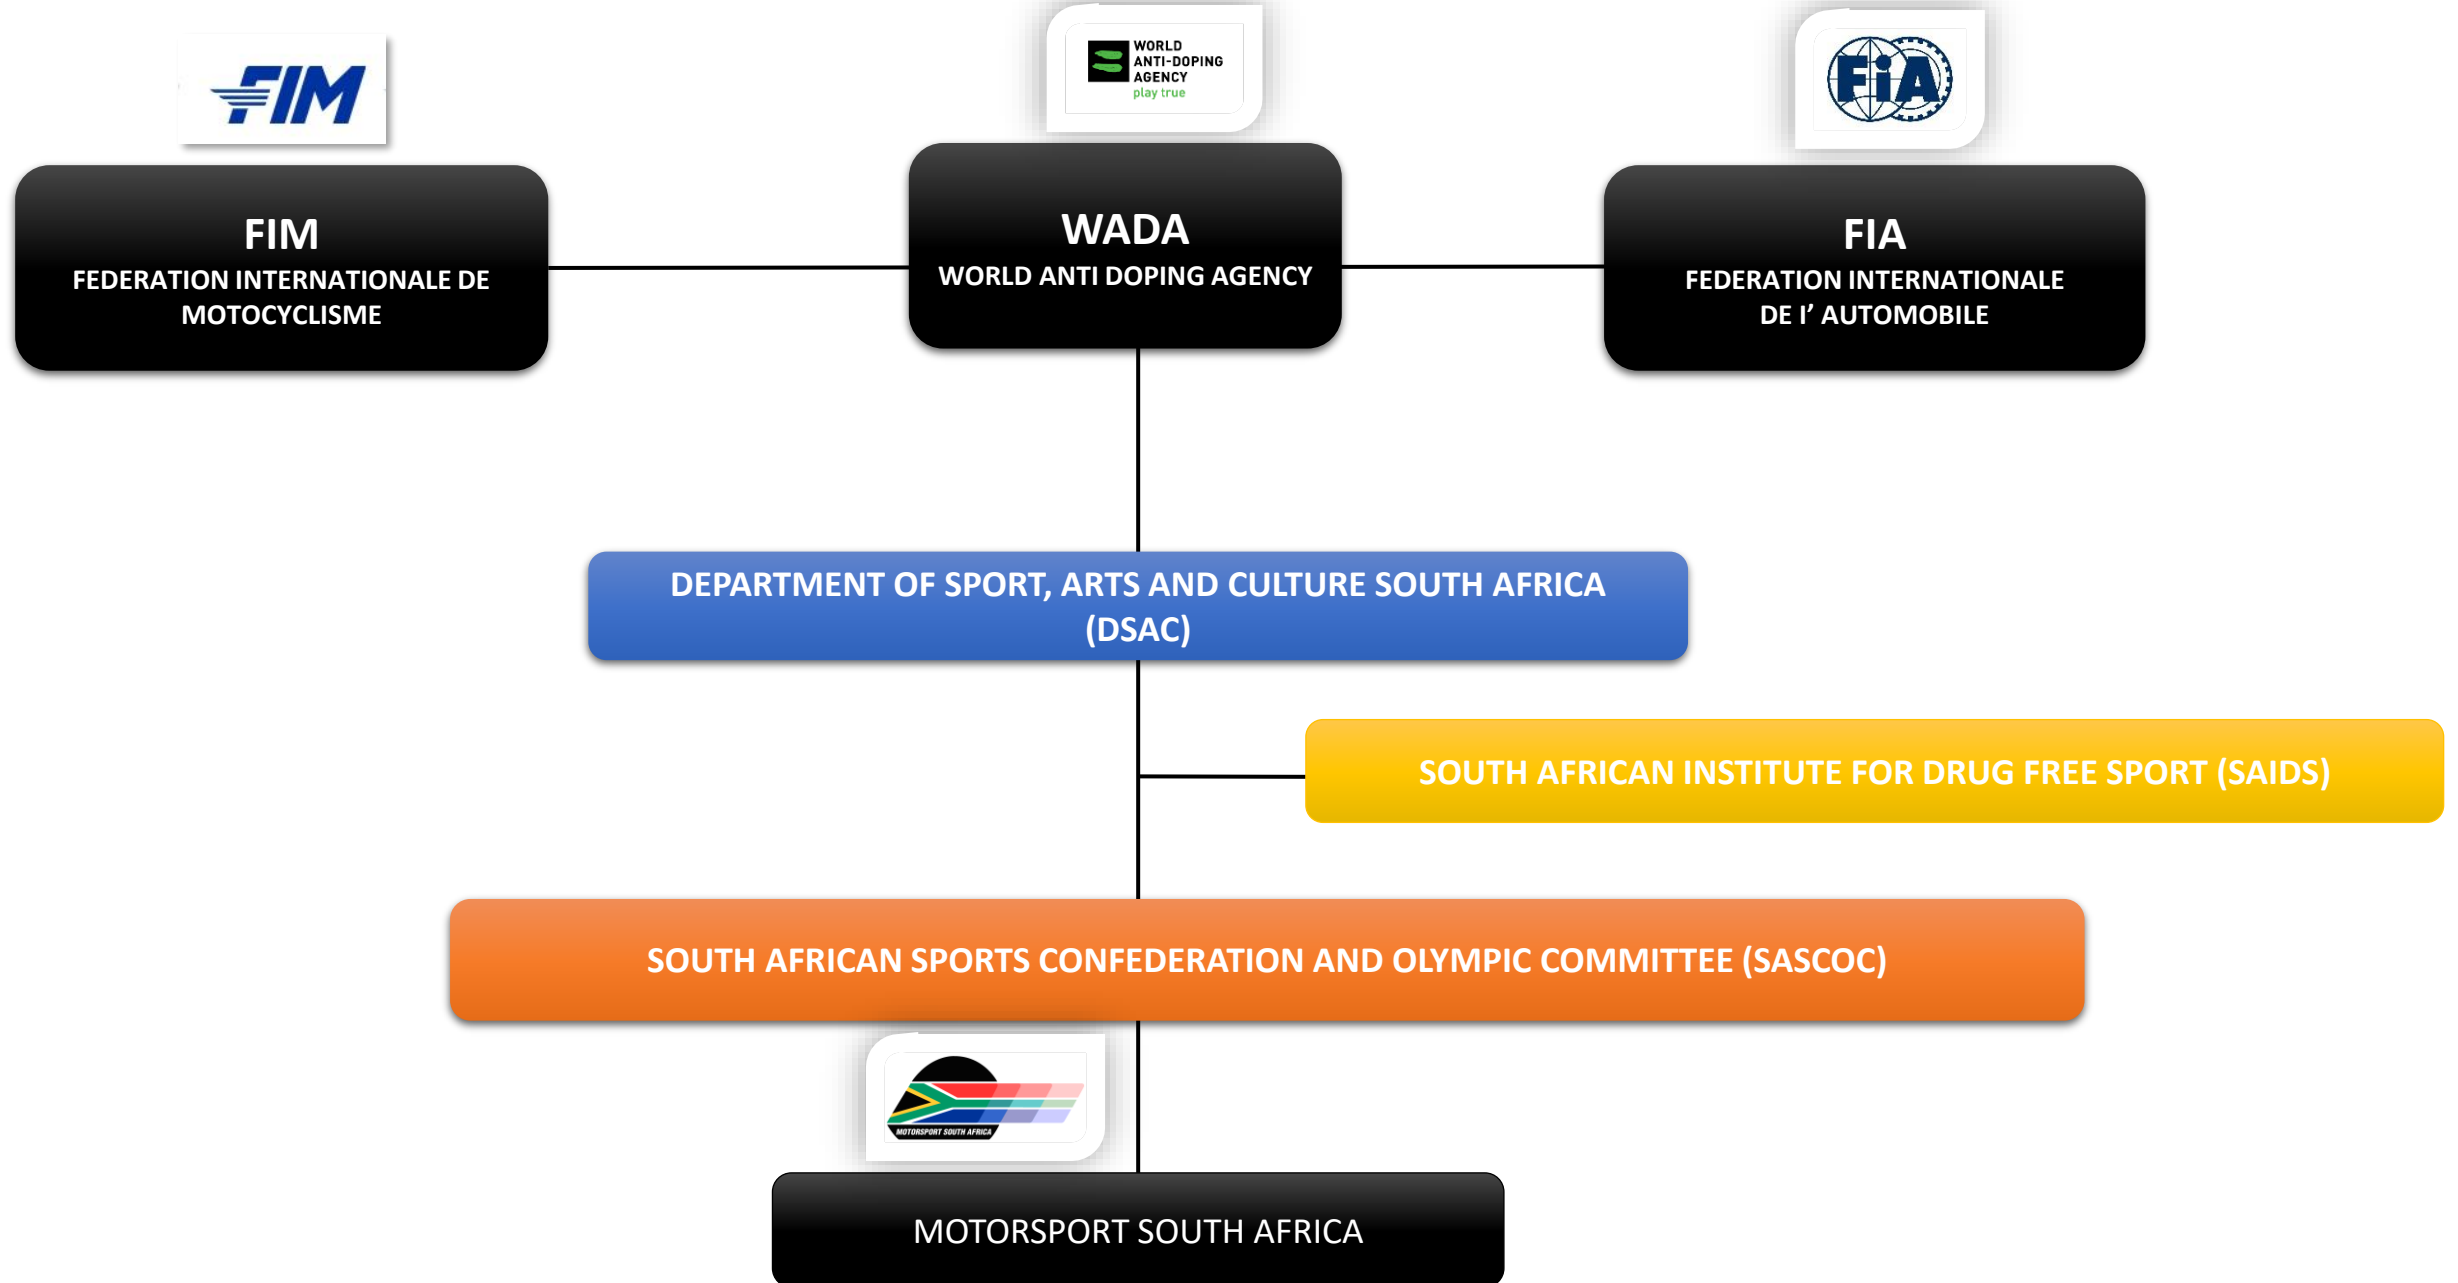 FIM
WORLD
ANTI-DOPING
AGENCY
play true
FiA
FIM
FEDERATION INTERNATIONALE DE
MOTOCYCLISME
WADA
WORLD ANTI DOPING AGENCY
FIA
FEDERATION INTERNATIONALE
DE I' AUTOMOBILE
DEPARTMENT OF SPORT, ARTS AND CULTURE SOUTH AFRICA
(DSAC)
SOUTH AFRICAN INSTITUTE FOR DRUG FREE SPORT (SAIDS)
SOUTH AFRICAN SPORTS CONFEDERATION AND OLYMPIC COMMITTEE (SASCOC)
MOTORSPORT SOUTH AFRICA
MOTORSPORT SOUTH AFRICA